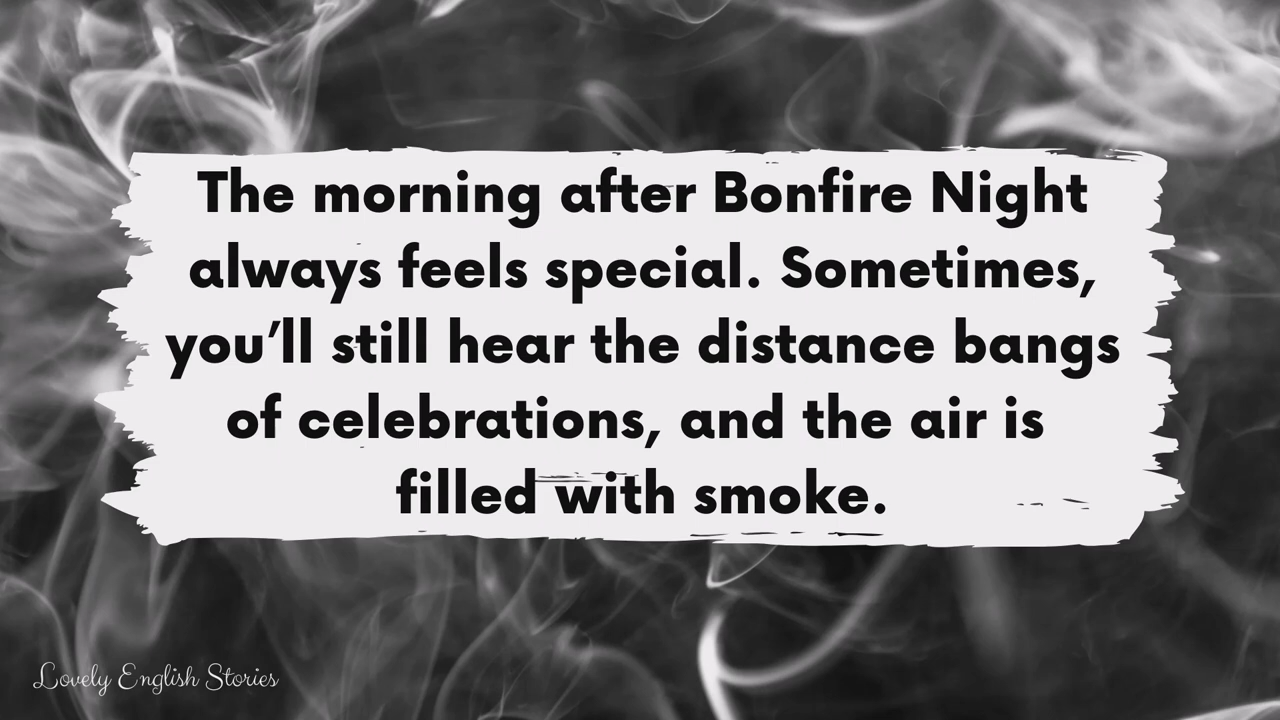 The morning after Bonfire Night
always feels special. Sometimes,
you’ll still hear the distance bangs
of celebrations, and the air is
filled with smoke.
Lovely English Stories